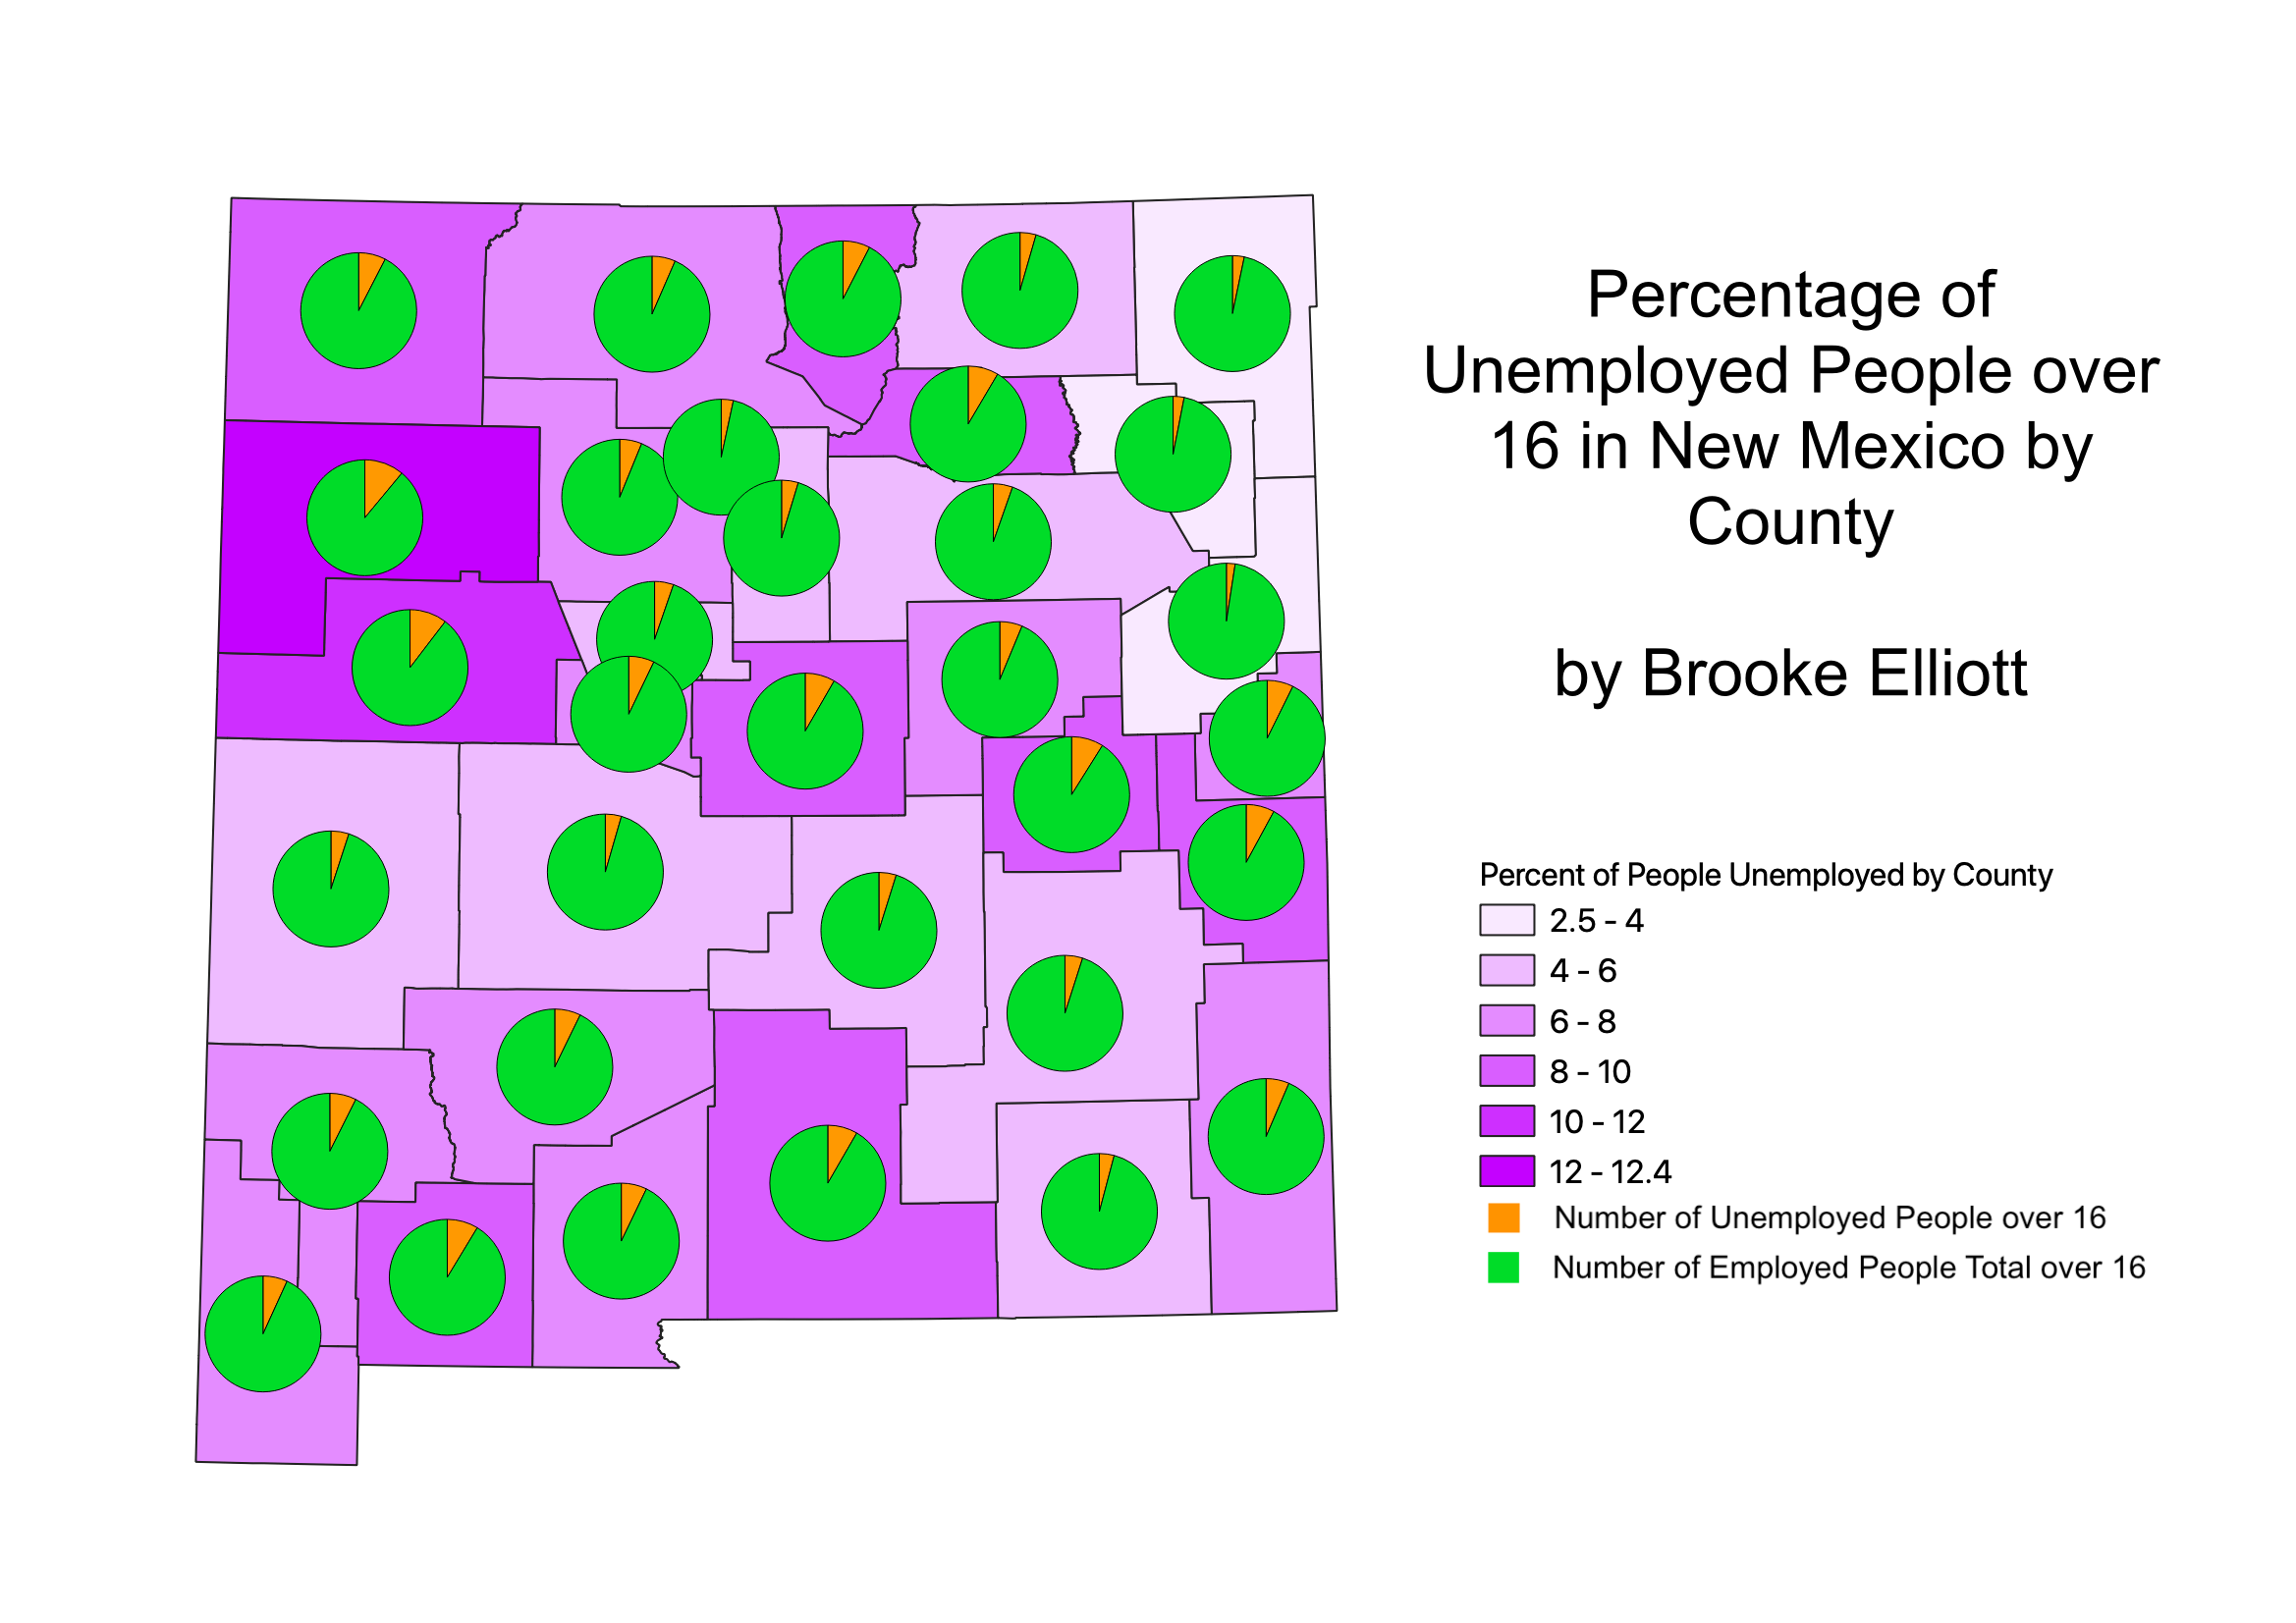 Percentage of
Unemployed People over
16 in New Mexico by
County
by Brooke Elliott
Percent of People Unemployed by County
2.5 - 4
4 - 6
6 - 8
8 - 10
10 - 12
12 - 12.4
Number of Unemployed People over 16
Number of Employed People Total over 16